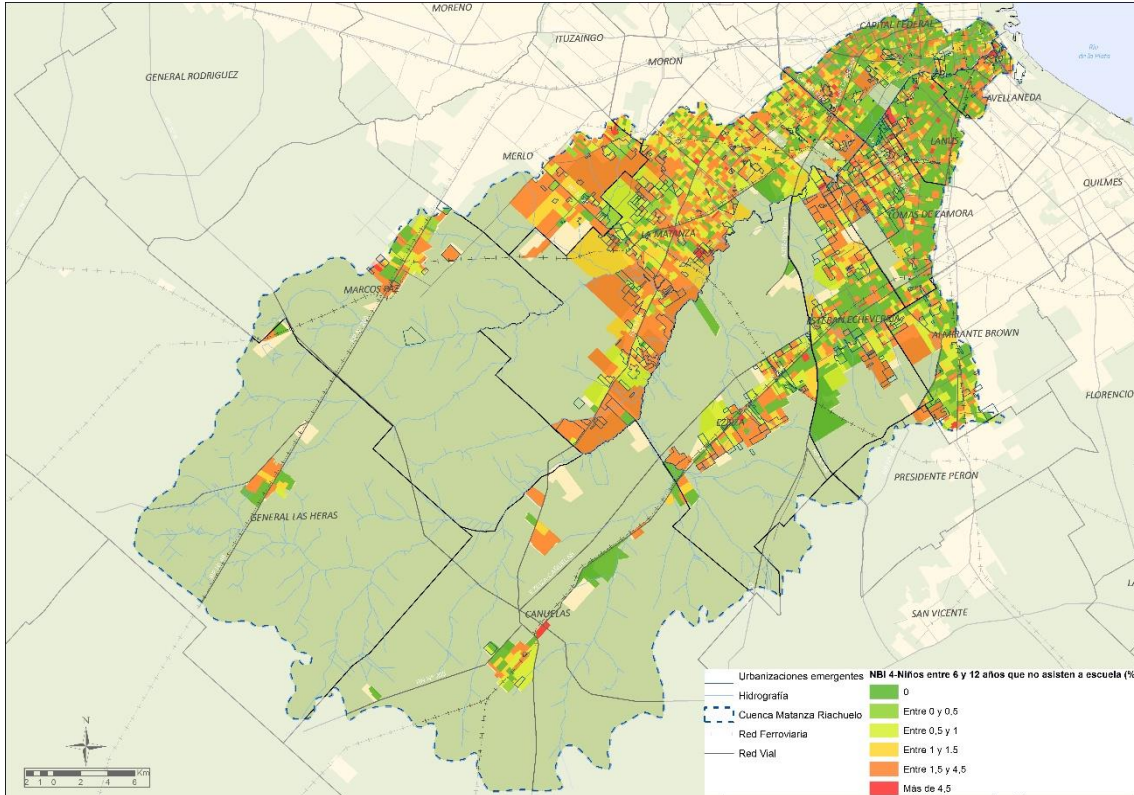 MORENO
ITUZAINGO
CAPITAL FEDERAL
Río
de la Plata
GENERAL RODRIGUEZ
MORON
AVELLANEDA
MERLO
LANUS
QUILMES
LOMAS DE ZAMORA
LA MATANZA
MARCOS PAZ
ESTEBAN ECHEVERRIA
ALMIRANTE BROWN
FLORENCIO
EZEIZA
PRESIDENTE PERON
GENERAL LAS HERAS
SAN VICENTE
CAÑUELAS
LA
Urbanizaciones emergentes
Hidrografía
Cuenca Matanza Riachuelo
Red Ferroviaria
Red Vial
NBI 4-Niños entre 6 y 12 años que no asisten a escuela (%
0
Entre 0 y 0,5
Entre 0,5 y 1
Entre 1 y 1.5
Entre 1,5 y 4,5
Más de 4,5
N
2 1 0 2 4 6 Km